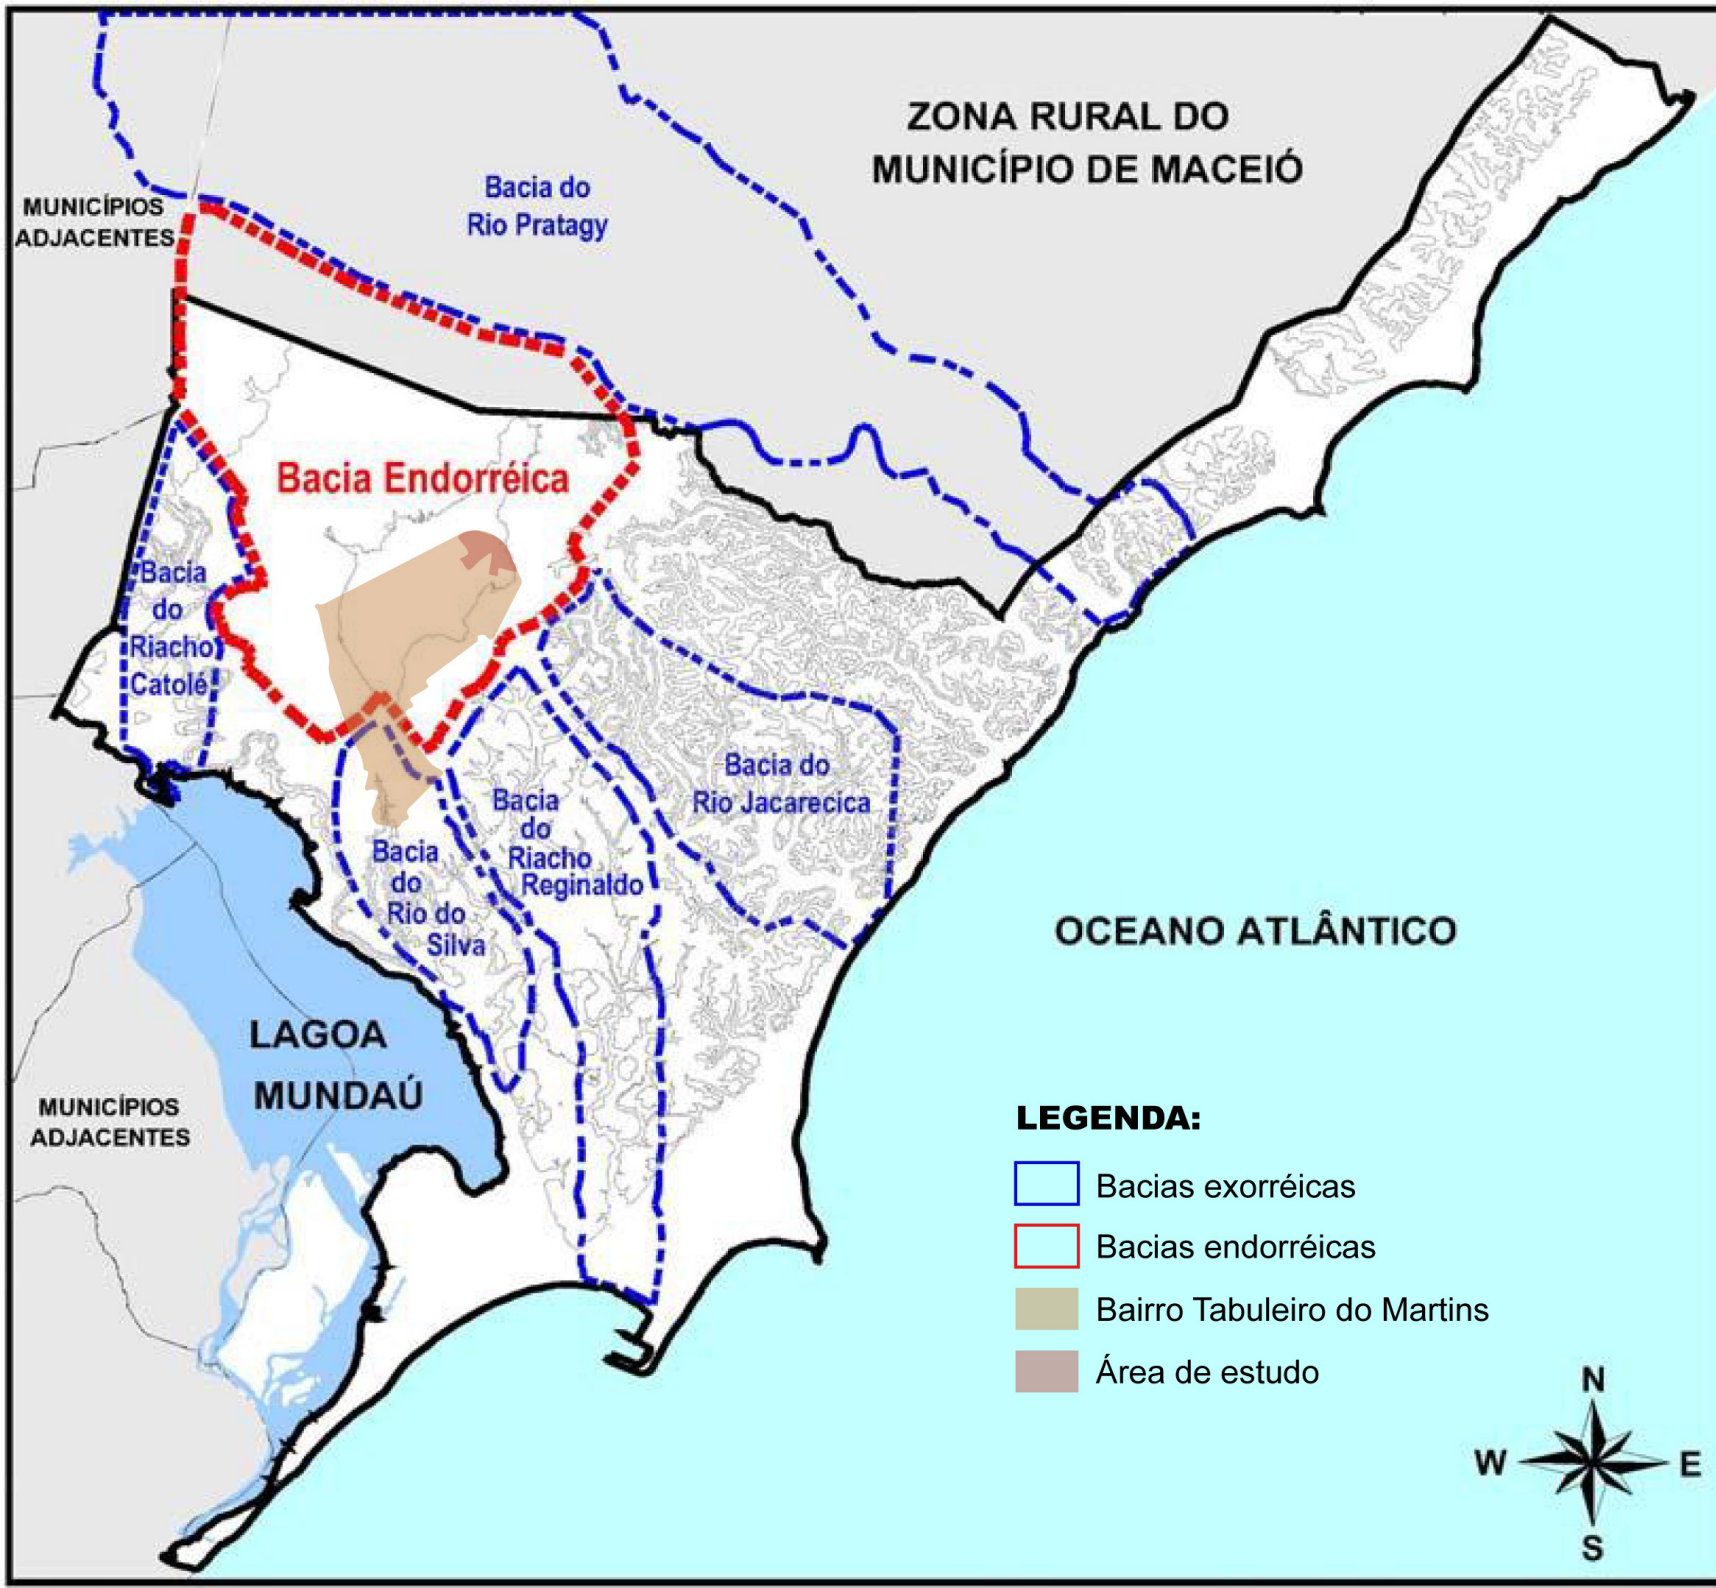 ZONA RURAL DO
MUNICÍPIO DE MACEIÓ
Bacia do
Rio Pratagy
MUNICÍPIOS
ADJACENTES
Bacia Endorréica
Bacia
do
Riacho
Catolé
Bacia do
Rio Jacarecica
Bacia
do
Riacho
Reginaldo
Bacia
do
Rio do
Silva
OCEANO ATLÂNTICO
LAGOA
MUNDAÚ
MUNICÍPIOS
ADJACENTES
LEGENDA:
Bacias exorréicas
Bacias endorréicas
Bairro Tabuleiro do Martins
Área de estudo
N
W
E
S